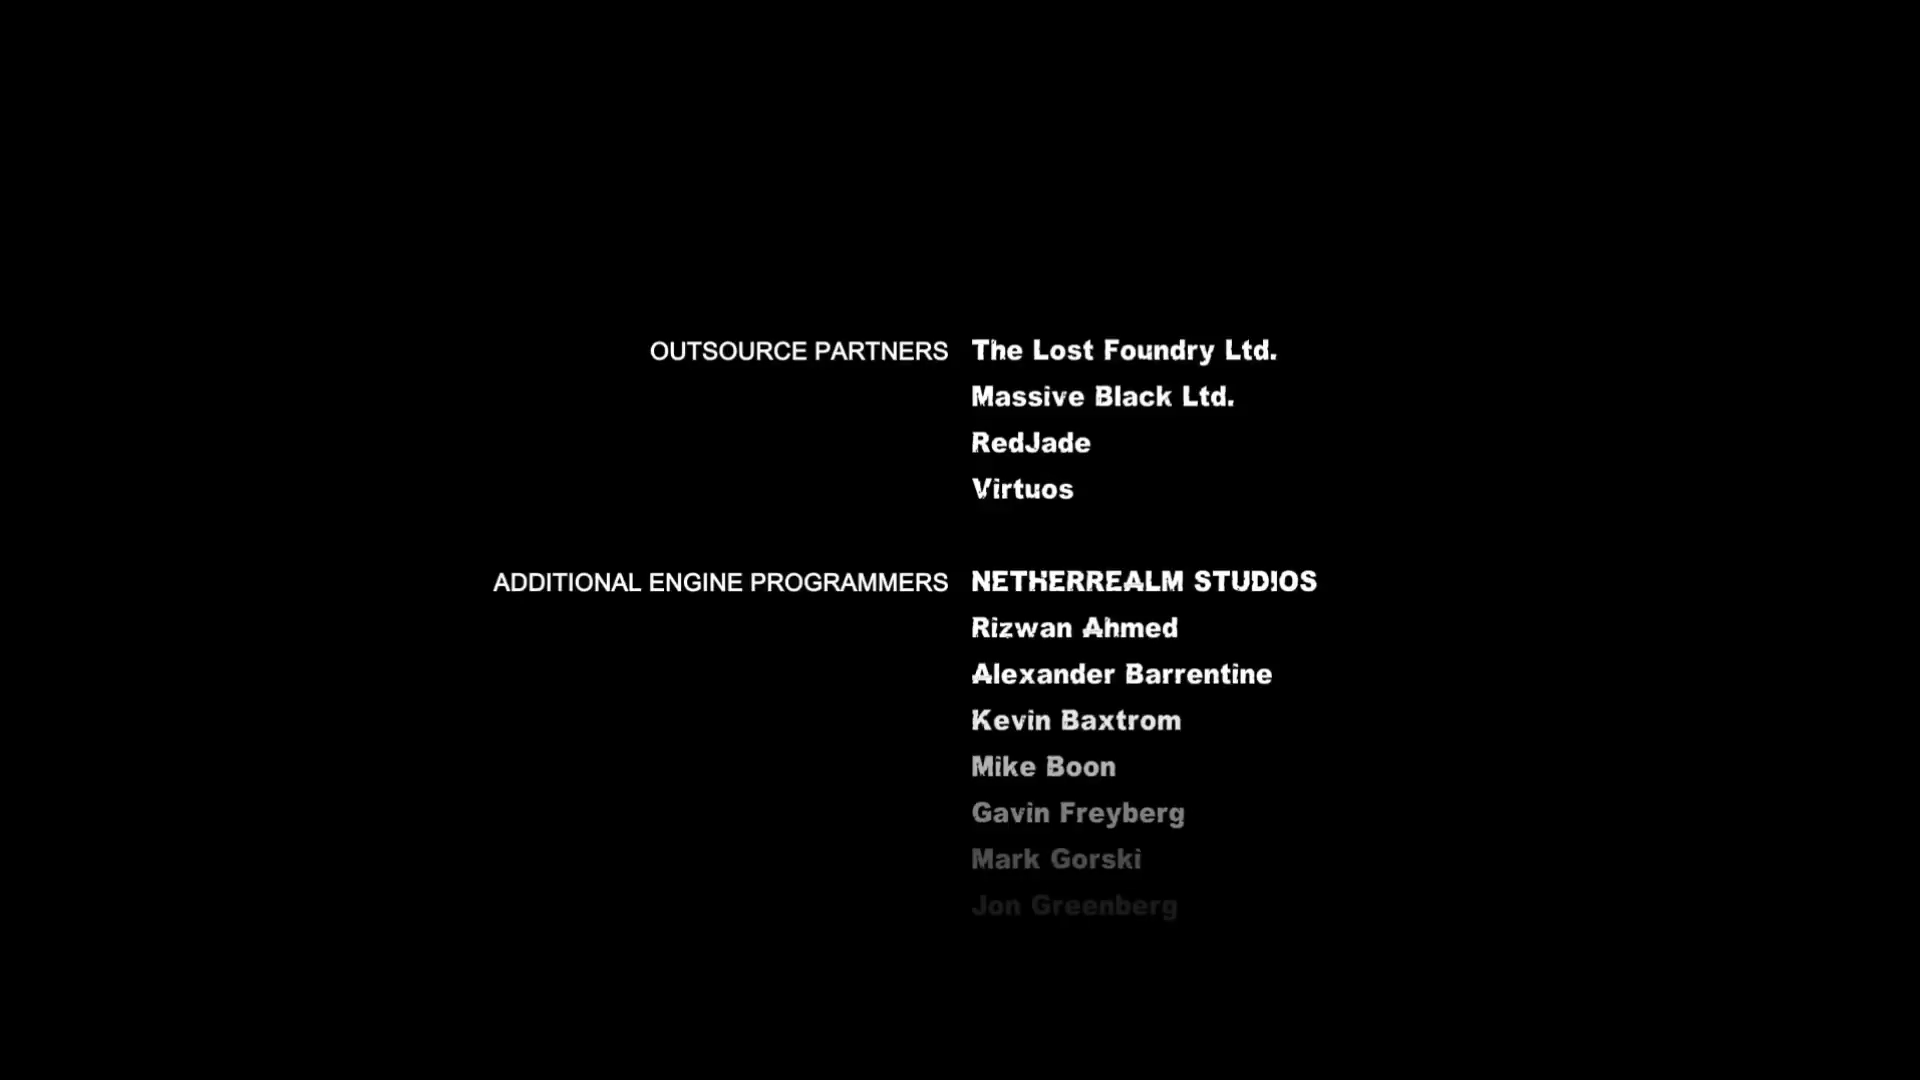 OUTSOURCE PARTNERS The Lost Foundry Ltd.
Massive Black Ltd.
RedJade
Virtuos
ADDITIONAL ENGINE PROGRAMMERS NETHERREALM STUDIOS
Rizwan Ahmed
Alexander Barrentine
Kevin Baxtrom
Mike Boon
Gavin Freyberg
Mark Gorski
Jon Greenberg